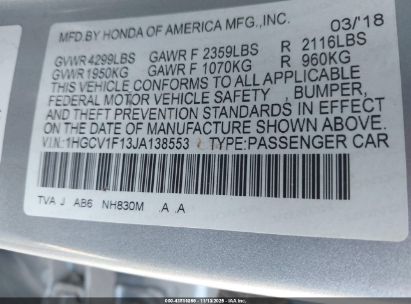 MFD BY HONDA OF AMERICA MFG.,INC. 03/'18
GVWR 4299LBS GAWR F 2359LBS R 2116LBS
GVWR 1950KG GAWR F 1070KG R 960KG
THIS VEHICLE CONFORMS TO ALL APPLICABLE
FEDERAL MOTOR VEHICLE SAFETY , BUMPER,
AND THEFT PREVENTION STANDARDS IN EFFECT
ON THE DATE OF MANUFACTURE SHOWN ABOVE.
V.I.N.:1HGCV1F13JA138553 TYPE:PASSENGER CAR
TVA J AB6 NH830M .A .A